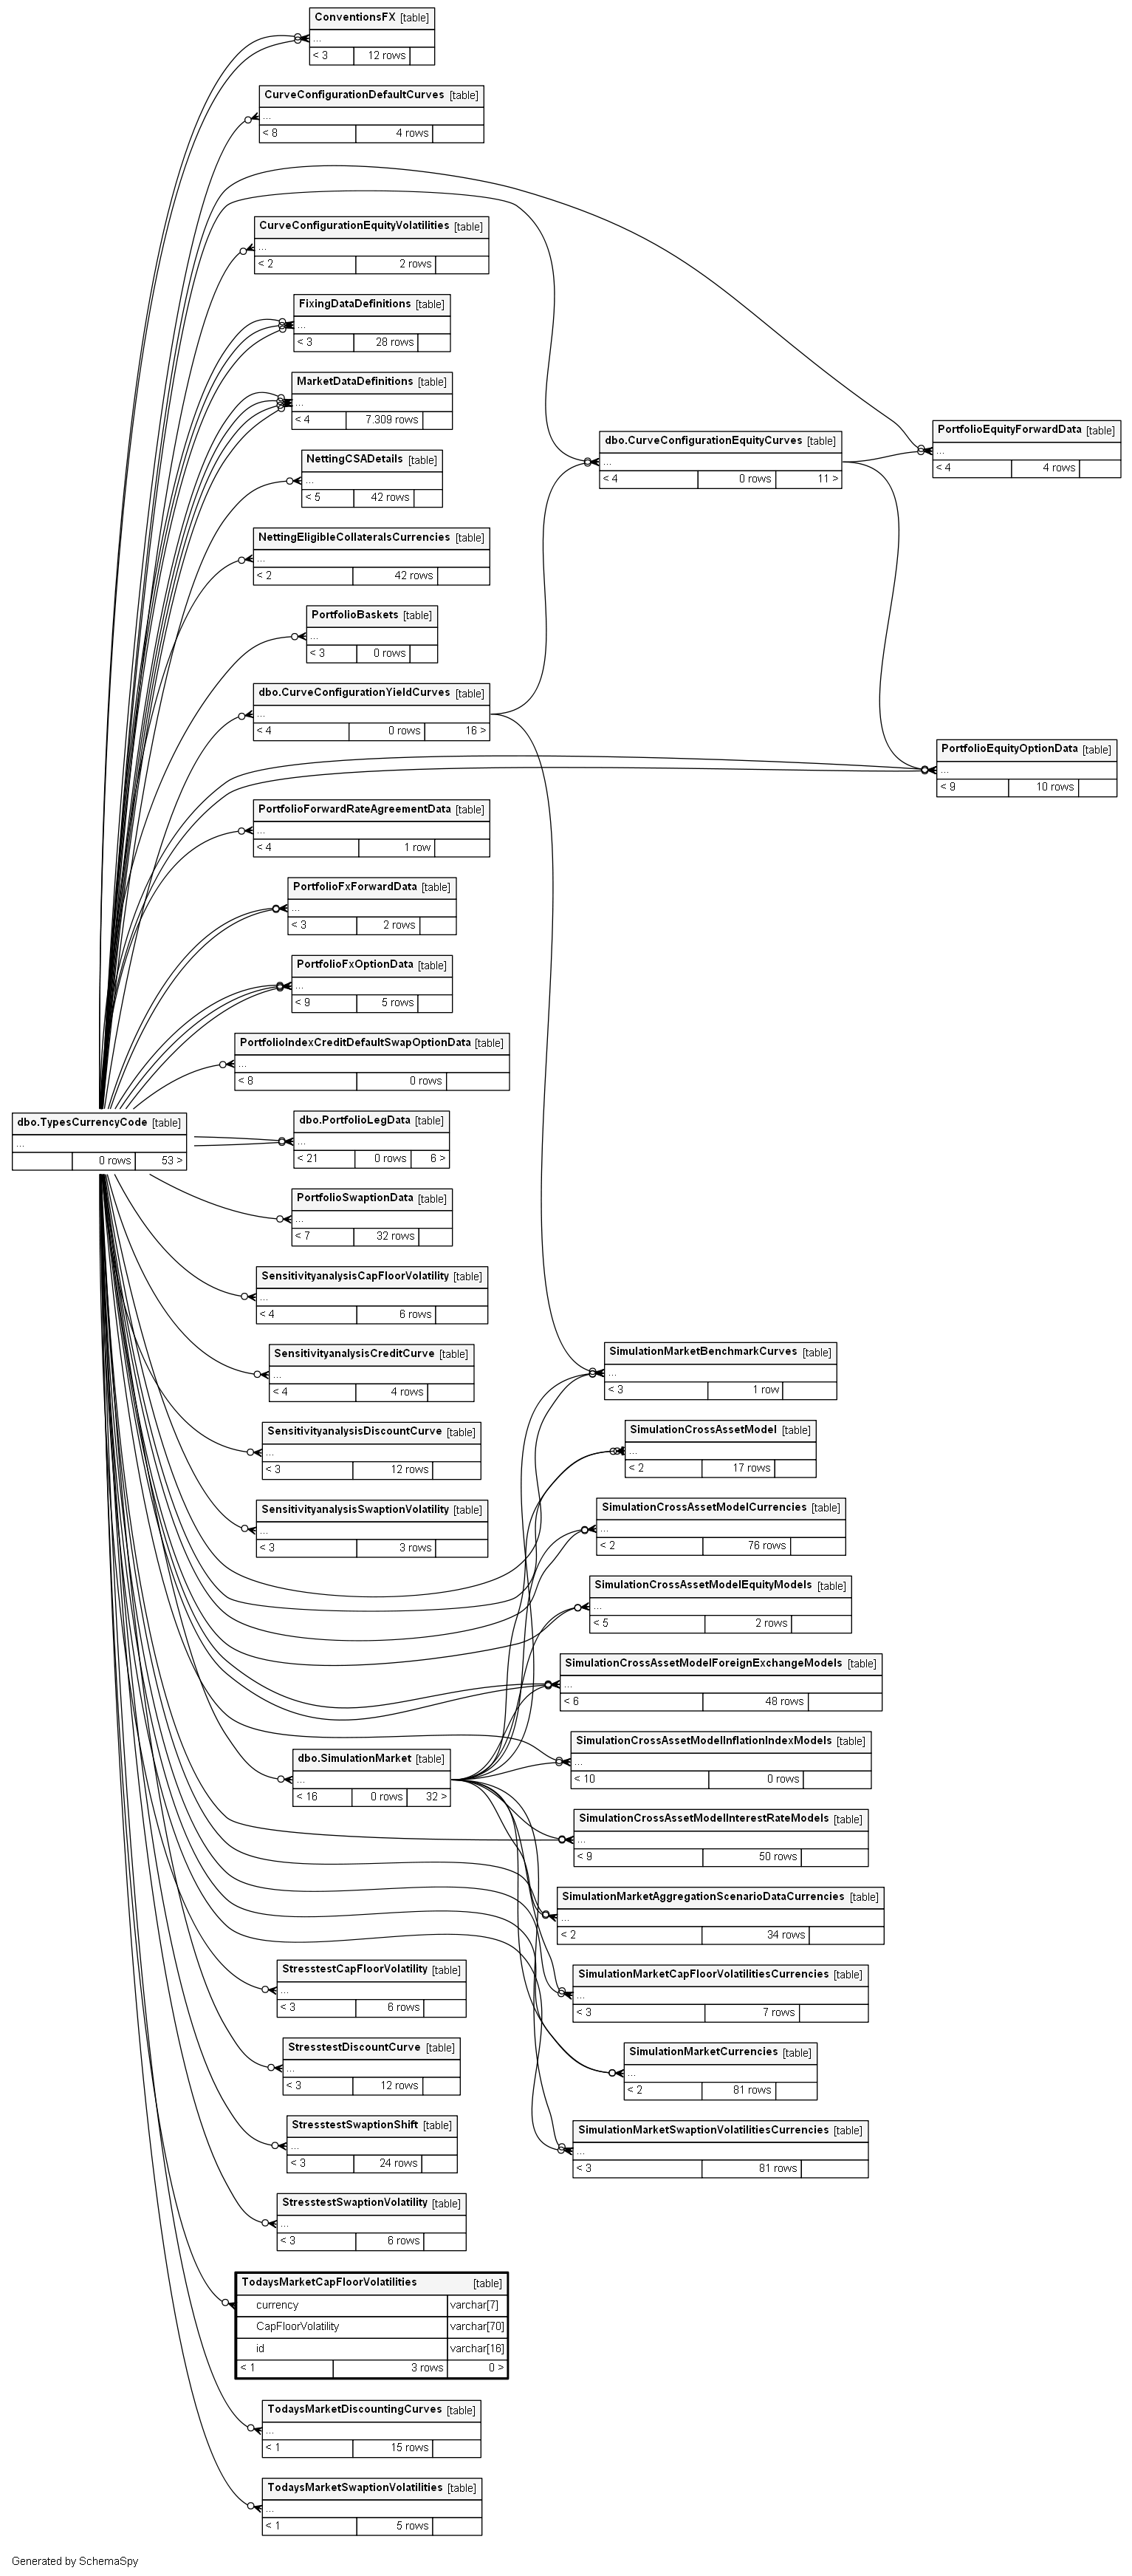 ConventionsFX [table]
...
< 3 12 rows
CurveConfigurationDefaultCurves [table]
...
< 8 4 rows
CurveConfigurationEquityVolatilities [table]
...
< 2 2 rows
FixingDataDefinitions [table]
...
< 3 28 rows
MarketDataDefinitions [table]
...
< 4 7.309 rows
NettingCSADetails [table]
...
< 5 42 rows
NettingEligibleCollateralsCurrencies [table]
...
< 2 42 rows
PortfolioBaskets [table]
...
< 3 0 rows
dbo.CurveConfigurationYieldCurves [table]
...
< 4 0 rows 16 >
PortfolioForwardRateAgreementData [table]
...
< 4 1 row
PortfolioFxForwardData [table]
...
< 3 2 rows
PortfolioFxOptionData [table]
...
< 9 5 rows
PortfolioIndexCreditDefaultSwapOptionData [table]
...
< 8 0 rows
dbo.TypesCurrencyCode [table]
...
0 rows 53 >
dbo.PortfolioLegData [table]
...
< 21 0 rows 6 >
PortfolioSwaptionData [table]
...
< 7 32 rows
SensitivityanalysisCapFloorVolatility [table]
...
< 4 6 rows
SensitivityanalysisCreditCurve [table]
...
< 4 4 rows
SensitivityanalysisDiscountCurve [table]
...
< 3 12 rows
SensitivityanalysisSwaptionVolatility [table]
...
< 3 3 rows
dbo.SimulationMarket [table]
...
< 16 0 rows 32 >
StresstestCapFloorVolatility [table]
...
< 3 6 rows
StresstestDiscountCurve [table]
...
< 3 12 rows
StresstestSwaptionShift [table]
...
< 3 24 rows
StresstestSwaptionVolatility [table]
...
< 3 6 rows
TodaysMarketCapFloorVolatilities [table]
currency varchar[7]
CapFloorVolatility varchar[70]
id varchar[16]
< 1 3 rows 0 >
TodaysMarketDiscountingCurves [table]
...
< 1 15 rows
TodaysMarketSwaptionVolatilities [table]
...
< 1 5 rows
dbo.CurveConfigurationEquityCurves [table]
...
< 4 0 rows 11 >
SimulationMarketBenchmarkCurves [table]
...
< 3 1 row
SimulationCrossAssetModel [table]
...
< 2 17 rows
SimulationCrossAssetModelCurrencies [table]
...
< 2 76 rows
SimulationCrossAssetModelEquityModels [table]
...
< 5 2 rows
SimulationCrossAssetModelForeignExchangeModels [table]
...
< 6 48 rows
SimulationCrossAssetModelInflationIndexModels [table]
...
< 10 0 rows
SimulationCrossAssetModelInterestRateModels [table]
...
< 9 50 rows
SimulationMarketAggregationScenarioDataCurrencies [table]
...
< 2 34 rows
SimulationMarketCapFloorVolatilitiesCurrencies [table]
...
< 3 7 rows
SimulationMarketCurrencies [table]
...
< 2 81 rows
SimulationMarketSwaptionVolatilitiesCurrencies [table]
...
< 3 81 rows
PortfolioEquityForwardData [table]
...
< 4 4 rows
PortfolioEquityOptionData [table]
...
< 9 10 rows
Generated by SchemaSpy